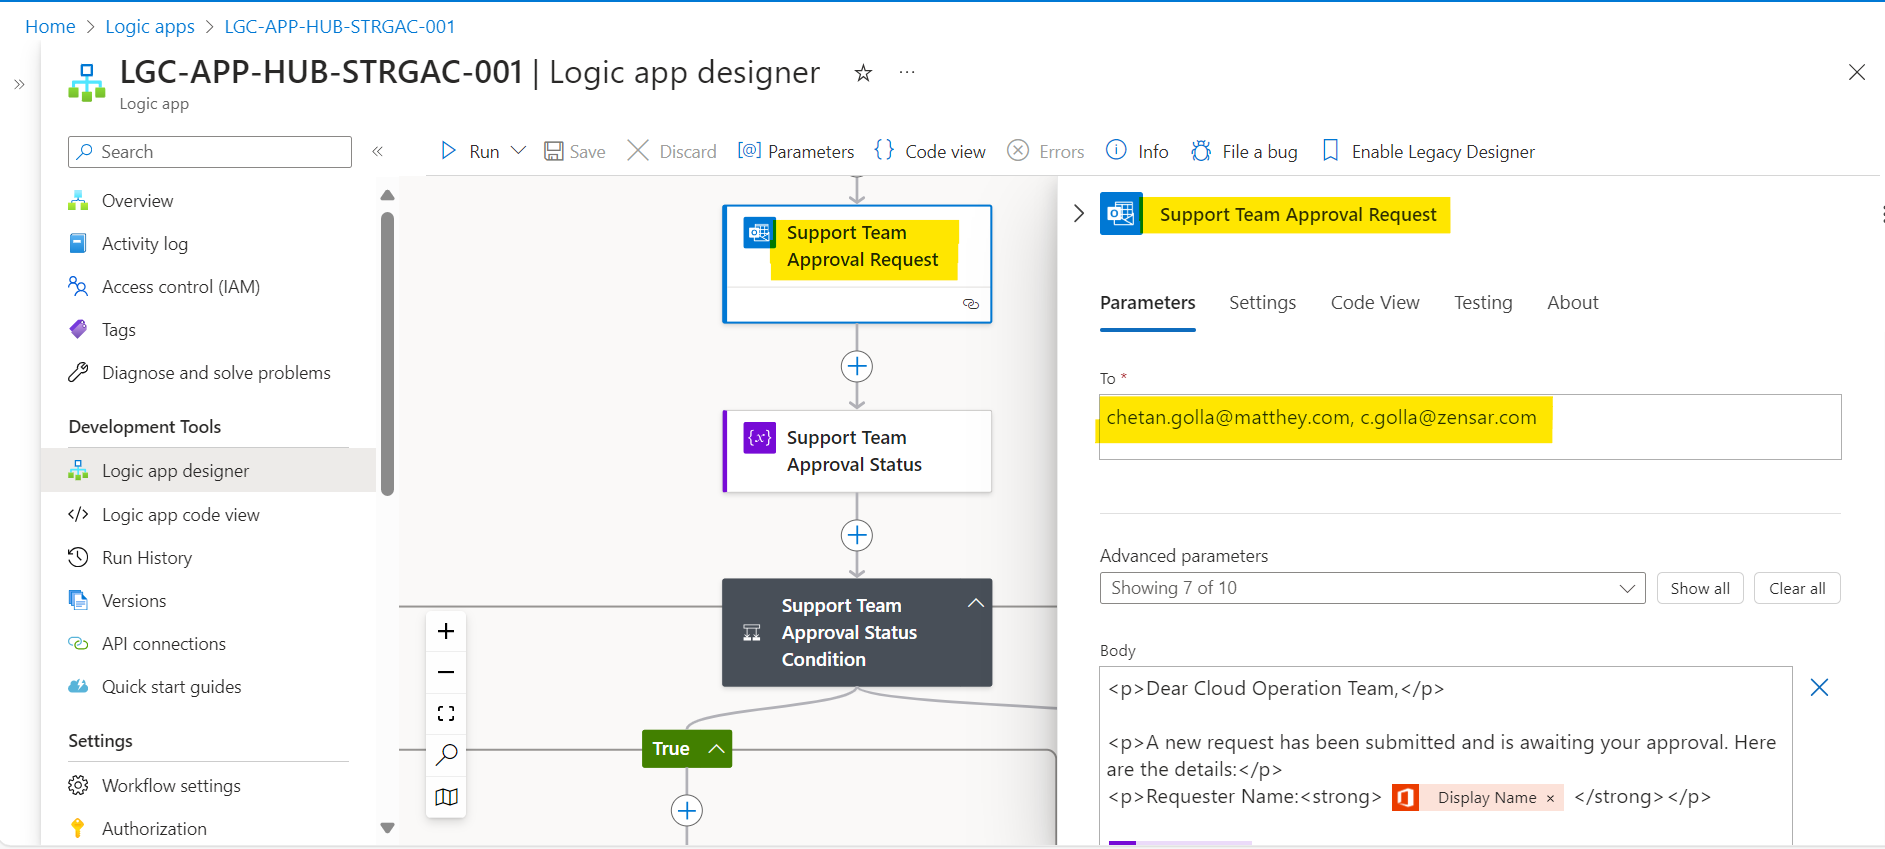 Home > Logic apps > LGC-APP-HUB-STRGAC-001
LGC-APP-HUB-STRGAC-001 | Logic app designer
Logic app
Search
Run
Save
Discard
[@] Parameters
{} Code view
Errors
Info
File a bug
Enable Legacy Designer
Overview
Activity log
Access control (IAM)
Tags
Diagnose and solve problems
Development Tools
Logic app designer
</> Logic app code view
Run History
Versions
API connections
Quick start guides
Settings
Workflow settings
Authorization
Support Team
Approval Request
{x} Support Team
Approval Status
Support Team
Approval Status
Condition
True
Support Team Approval Request
Parameters
Settings
Code View
Testing
About
To *
chetan.golla@matthey.com, c.golla@zensar.com
Advanced parameters
Showing 7 of 10
Show all
Clear all
Body
<p>Dear Cloud Operation Team,</p>
<p>A new request has been submitted and is awaiting your approval. Here
are the details:</p>
<p>Requester Name:<strong> Display Name × </strong></p>